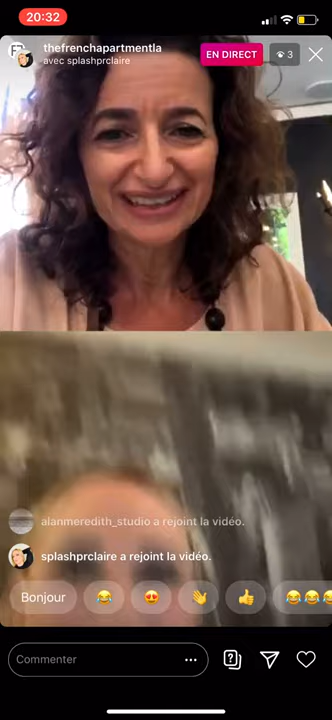 20:32
thefrenchapartmentla
avec splashprclaire
EN DIRECT
3
alanmeredith_studio a rejoint la vidéo.
splashprclaire a rejoint la vidéo.
Bonjour
Commenter